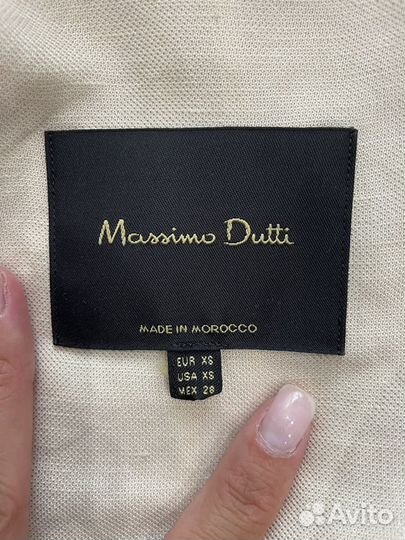 Massimo Dutti
MADE IN MOROCCO
EUR XS
USA XS
MEX 28
Avito